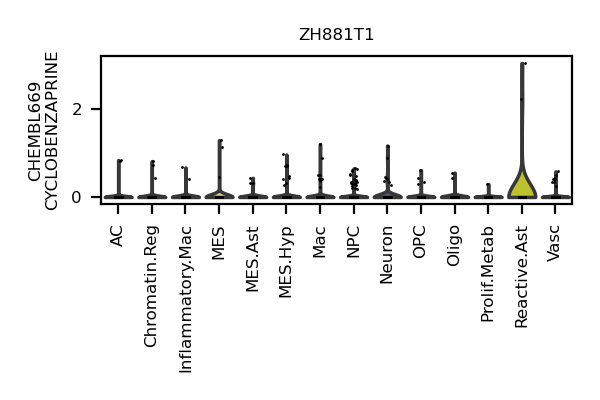 ZH881T1
CHEMBL669
CYCLOBENZAPRINE
2
0
AC
Chromatin.Reg
Inflammatory.Mac
MES
MES.Ast
MES.Hyp
Mac
NPC
Neuron
OPC
Oligo
Prolif.Metab
Reactive.Ast
Vasc